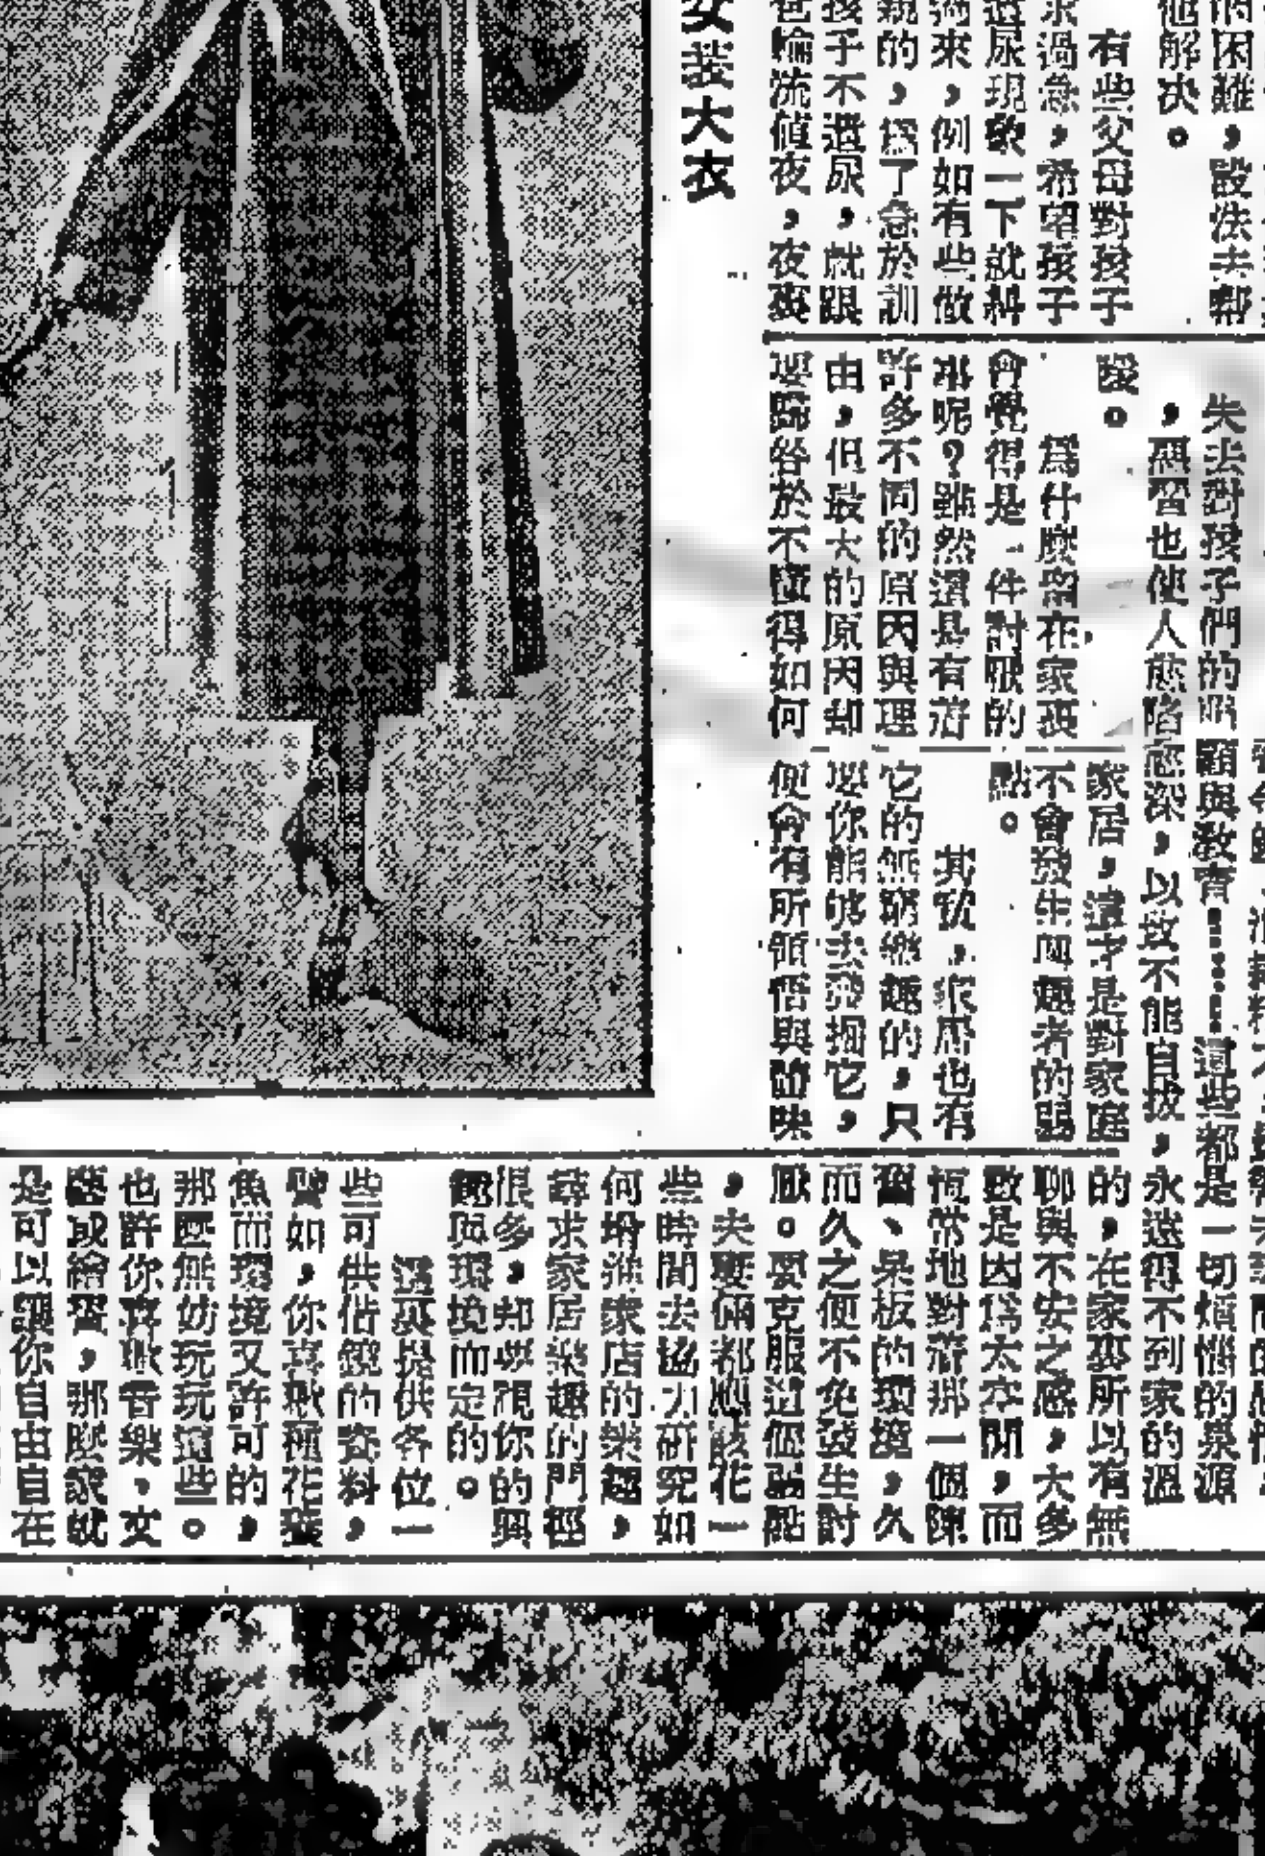 的困難，設法去幫
他解决。
有些父母對孩子
求過急，希望孩子
遺尿現象一下就糾
過來，例如有些做
親的，爲了急於訓
孩子不遺尿，就跟
爸輪流值夜，夜裏
女裝大衣
失去對孩子們的照顧與教育……這些都是一切煩惱的泉源
，惡習也使人愈陷愈深，以致不能自拔，永遠得不到家的溫
暖。
爲什麼留在家裏
會覺得是一件討厭的
事呢？雖然還是有着
許多不同的原因與理
由，但最大的原因却
要歸咎於不懂得如何
家居，這才是對家庭
不會發生興趣者的弱
點。
其次，家居也有
它的無窮樂趣的，只
要你能够去發掘它，
便會有所領悟與體味
的，在家裏所以有無
聊與不安之感，大多
數是因爲太空閒，而
恒常地對着那一個陳
舊、呆板的環境，久
而久之便不免發生討
厭。要克服這個弱點
，夫妻倆都應該花一
些時間去協力研究如
何增進家居的樂趣，
尋求家居樂趣的門徑
很多，却要視你的興
趣與環境而定的。
這裏提供各位一
些可供借鏡的資料，
譬如，你喜歡種花養
魚而環境又許可的，
那麼無妨玩玩這些。
也許你喜歡音樂、文
藝或繪畫，那麼家就
是可以讓你自由自在